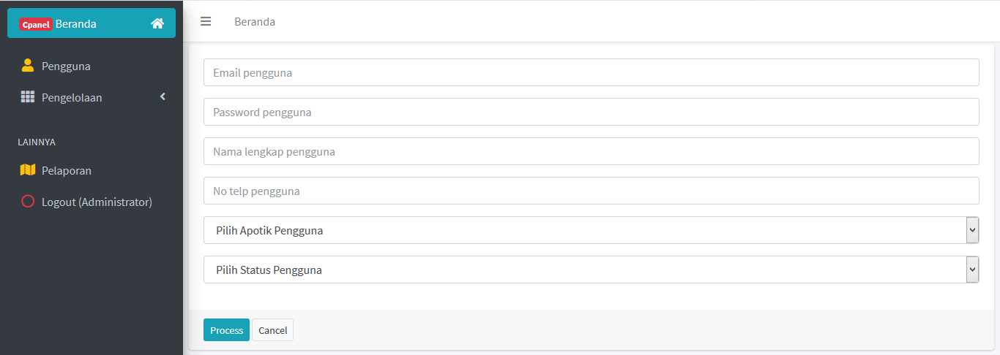 Cpanel Beranda
Pengguna
Pengelolaan
LAINNYA
Pelaporan
Logout (Administrator)
Beranda
Email pengguna
Password pengguna
Nama lengkap pengguna
No telp pengguna
Pilih Apotik Pengguna
Pilih Status Pengguna
Process Cancel